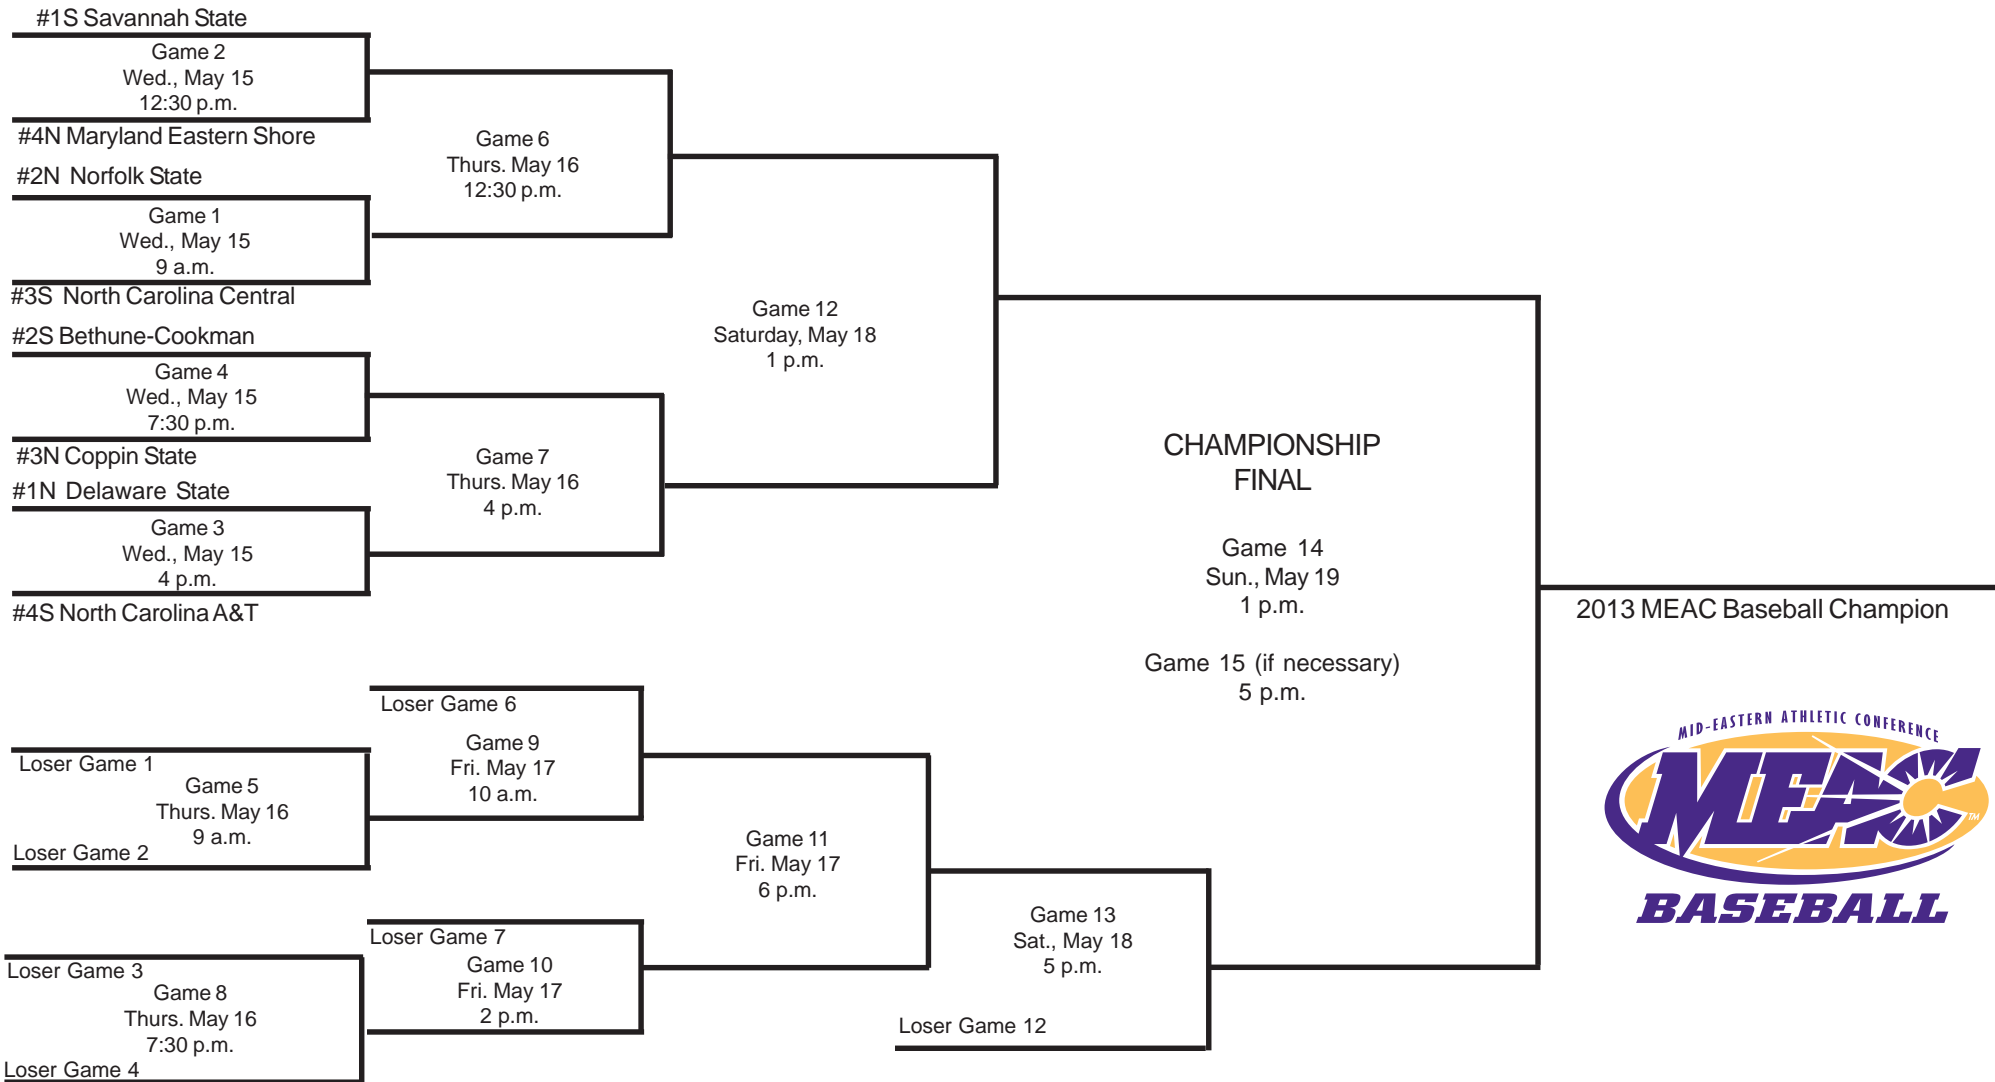 #1S Savannah State
Game 2
Wed., May 15
12:30 p.m.
#4N Maryland Eastern Shore
#2N Norfolk State
Game 1
Wed., May 15
9 a.m.
#3S North Carolina Central
Game 6
Thurs. May 16
12:30 p.m.
#2S Bethune-Cookman
Game 4
Wed., May 15
7:30 p.m.
#3N Coppin State
#1N Delaware State
Game 3
Wed., May 15
4 p.m.
#4S North Carolina A&T
Game 7
Thurs. May 16
4 p.m.
Game 12
Saturday, May 18
1 p.m.
CHAMPIONSHIP
FINAL
Game 14
Sun., May 19
1 p.m.
Game 15 (if necessary)
5 p.m.
2013 MEAC Baseball Champion
Loser Game 6
Game 9
Fri. May 17
10 a.m.
Loser Game 1
Game 5
Thurs. May 16
9 a.m.
Loser Game 2
Game 11
Fri. May 17
6 p.m.
Loser Game 7
Game 10
Fri. May 17
2 p.m.
Loser Game 3
Game 8
Thurs. May 16
7:30 p.m.
Loser Game 4
Game 13
Sat., May 18
5 p.m.
Loser Game 12
MID-EASTERN ATHLETIC CONFERENCE
MEAC
TM
BASEBALL